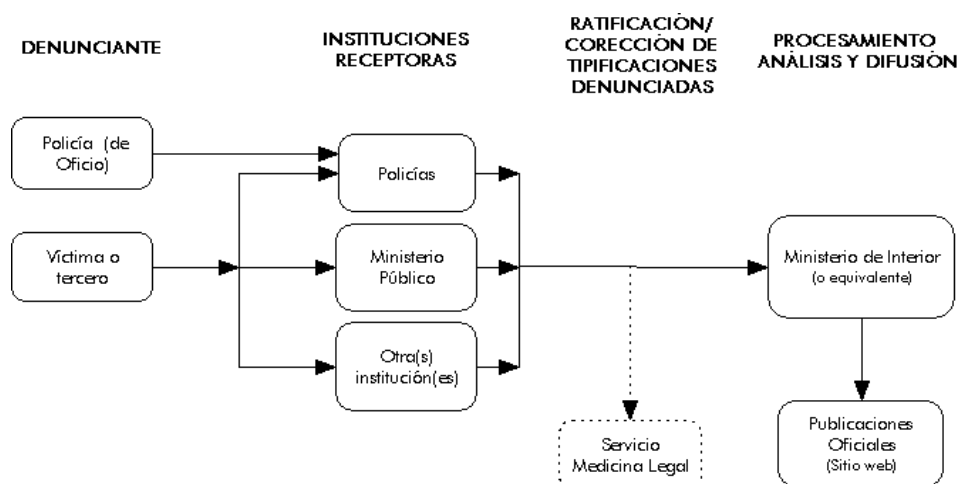 DENUNCIANTE
INSTITUCIONES
RECEPTORAS
RATIFICACIÓN/
CORECCIÓN DE
TIPIFICACIONES
DENUNCIADAS
PROCESAMIENTO
ANÁLISIS Y DIFUSIÓN
Policía (de
Oficio)
Policías
Víctima o
tercero
Ministerio
Público
Ministerio de Interior
(o equivalente)
Otra(s)
institución(es)
Servicio
Medicina Legal
Publicaciones
Oficiales
(Sitio web)